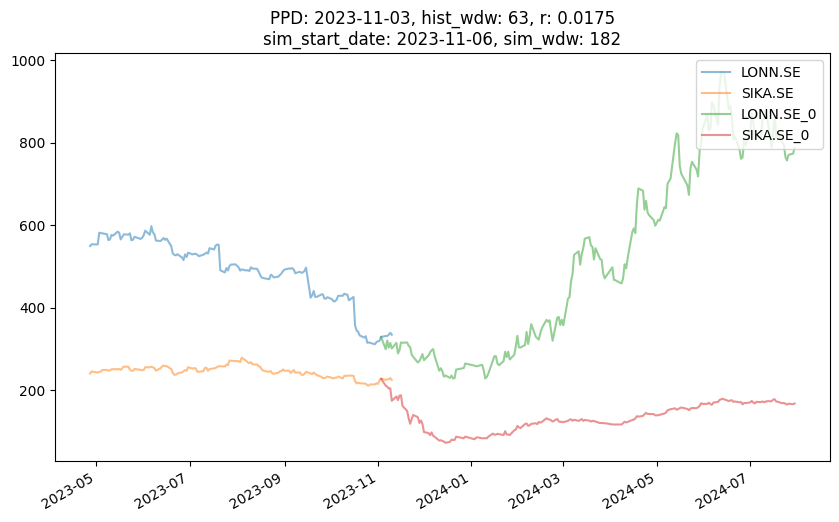 PPD: 2023-11-03, hist_wdw: 63, r: 0.0175
sim_start_date: 2023-11-06, sim_wdw: 182
1000
800
600
400
200
LONN.SE
SIKA.SE
LONN.SE_0
SIKA.SE_0
2023-05
2023-07
2023-09
2023-11
2024-01
2024-03
2024-05
2024-07